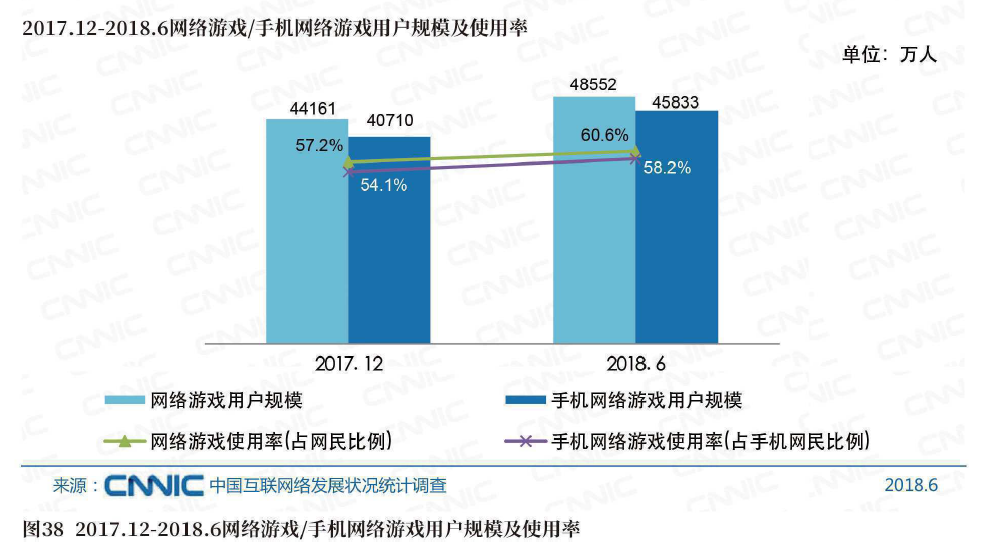 2017.12-2018.6网络游戏/手机网络游戏用户规模及使用率
单位：万人
48552
45833
44161
40710
60.6%
57.2%
58.2%
54.1%
2017.12
2018.6
网络游戏用户规模
手机网络游戏用户规模
网络游戏使用率(占网民比例)
手机网络游戏使用率(占手机网民比例)
来源：CNNIC 中国互联网络发展状况统计调查
2018.6
图38 2017.12-2018.6网络游戏/手机网络游戏用户规模及使用率